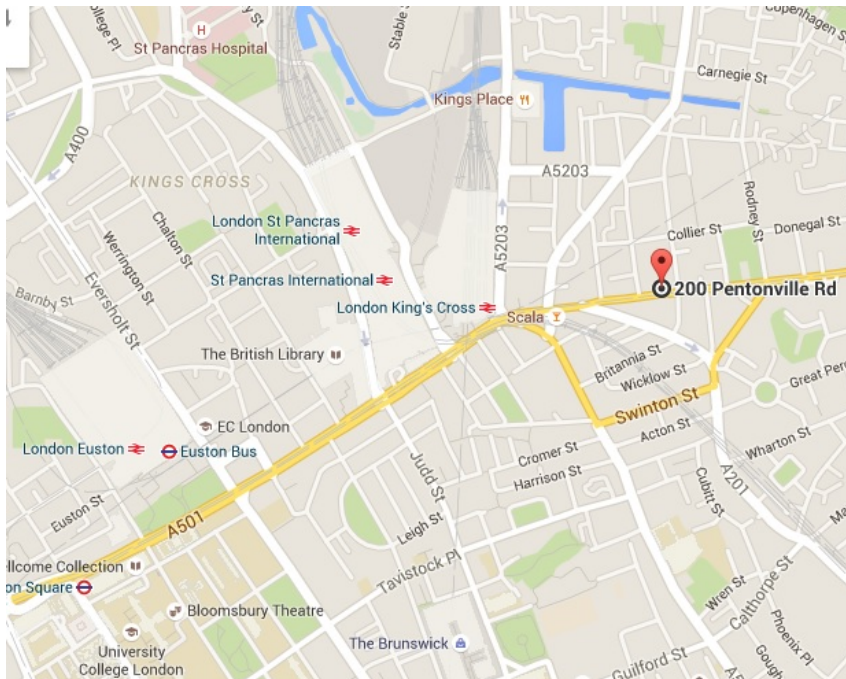 College Pl
H
St Pancras Hospital
Stable St
Copenhagen St
Carnegie St
Kings Place
A400
KINGS CROSS
A5203
Rodney St
Chalton St
Werrington St
London St Pancras
International
Collier St
Donegal St
A5203
Eversholt St
St Pancras International
200 Pentonville Rd
Barnby St
London King's Cross
Scala
The British Library
Britannia St
Wicklow St
Great Perc
Swinton St
EC London
Acton St
London Euston
Euston Bus
Cromer St
Wharton St
Judd St
Harrison St
A201
Cubitt St
Euston St
A501
Leigh St
ellcome Collection
Tavistock Pl
on Square
Wren St
Calthorpe St
Bloomsbury Theatre
Phoenix Pl
The Brunswick
University
College London
Guilford St
Gough